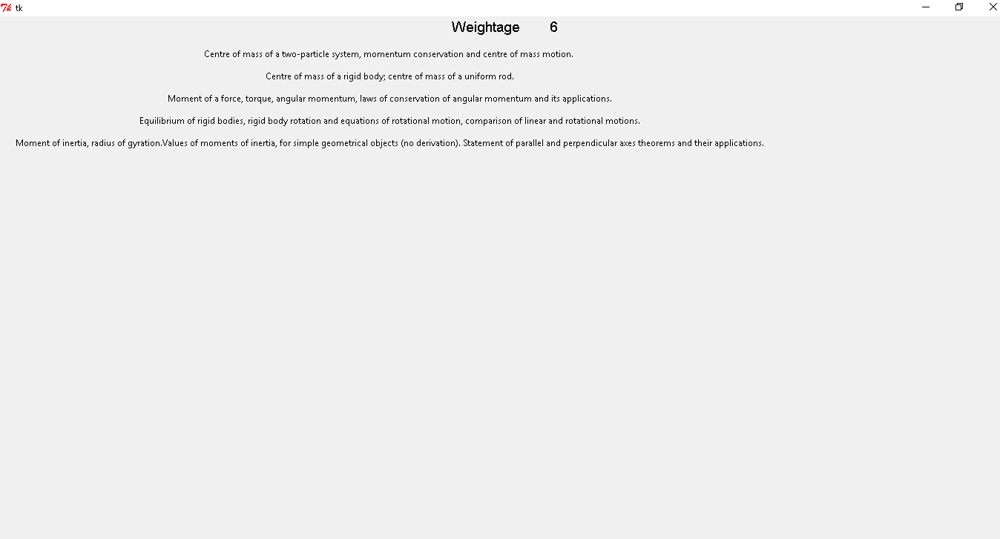 tk
Weightage 6
Centre of mass of a two-particle system, momentum conservation and centre of mass motion.
Centre of mass of a rigid body; centre of mass of a uniform rod.
Moment of a force, torque, angular momentum, laws of conservation of angular momentum and its applications.
Equilibrium of rigid bodies, rigid body rotation and equations of rotational motion, comparison of linear and rotational motions.
Moment of inertia, radius of gyration.Values of moments of inertia, for simple geometrical objects (no derivation). Statement of parallel and perpendicular axes theorems and their applications.